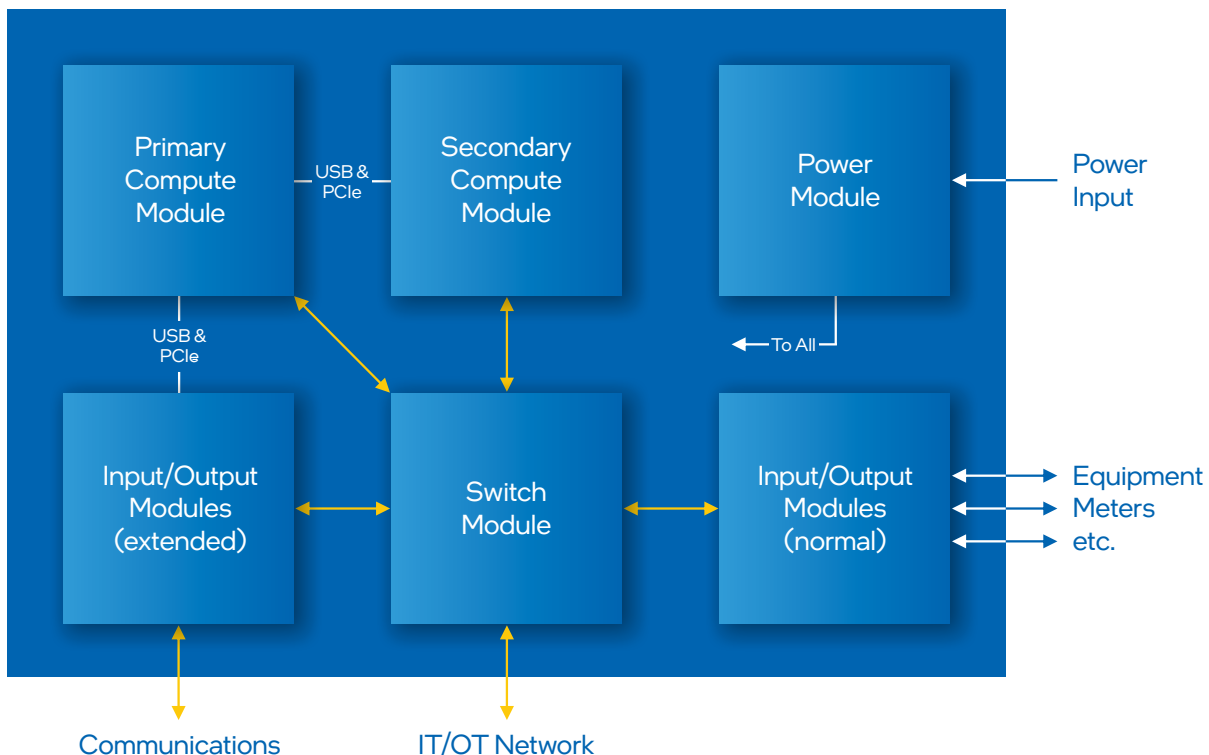 Primary
Compute
Module
USB &
PCIe
Secondary
Compute
Module
Power
Module
Power
Input
USB &
PCIe
To All
Input/Output
Modules
(extended)
Switch
Module
Input/Output
Modules
(normal)
Equipment
Meters
etc.
Communications
IT/OT Network